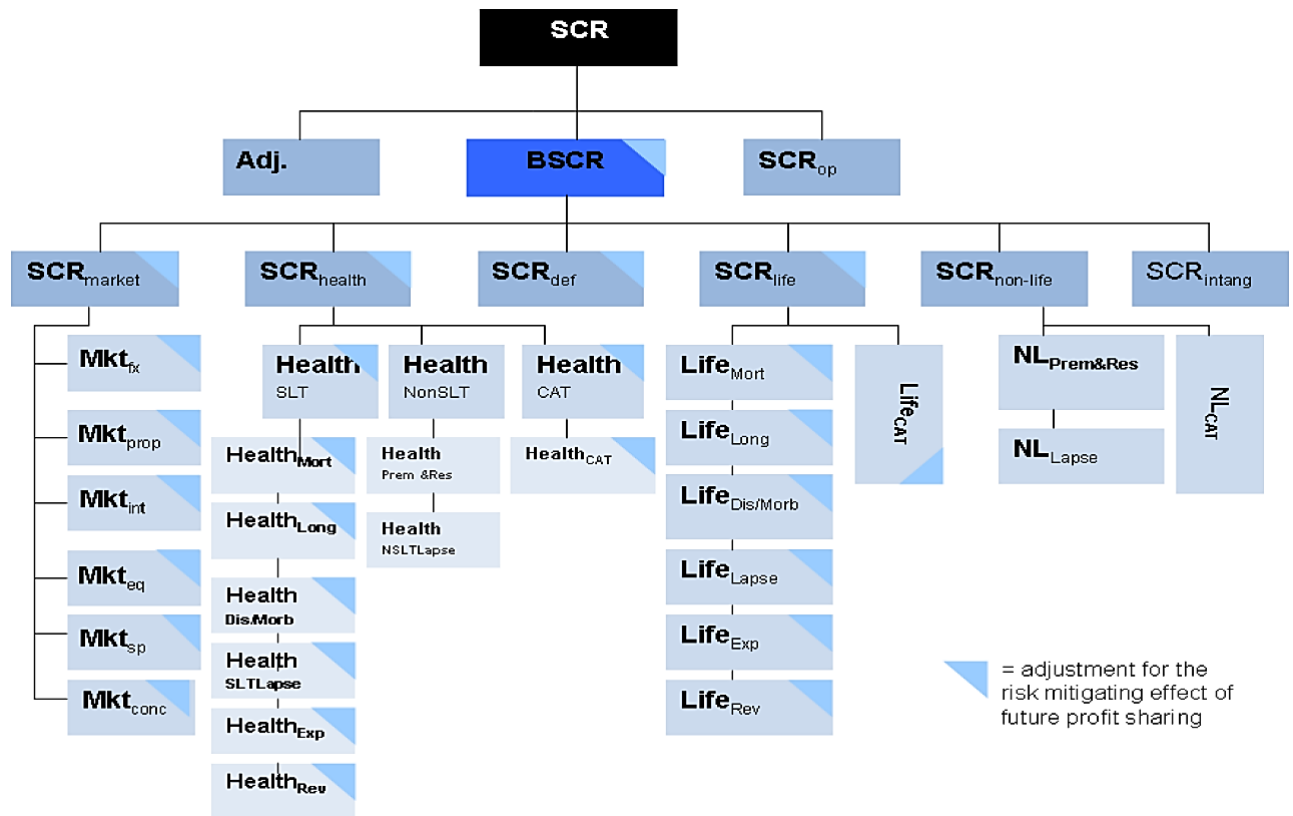 SCR
Adj.
BSCR
SCRop
SCRmarket
SCRhealth
SCRdef
SCRlife
SCRnon-life
SCRintang
Mktfx
Mktprop
Mktint
Mkteq
Mktsp
Mktconc
Health
SLT
Health
NonSLT
Health
CAT
HealthMort
HealthLong
Health
Dis/Morb
Health
SLTLapse
HealthExp
HealthRev
Health
Prem &Res
Health
NSLTLapse
HealthCAT
LifeMort
LifeLong
LifeDis/Morb
LifeLapse
LifeExp
LifeRev
LifeCAT
NLPrem&Res
NLLapse
NLCAT
= adjustment for the
risk mitigating effect of
future profit sharing